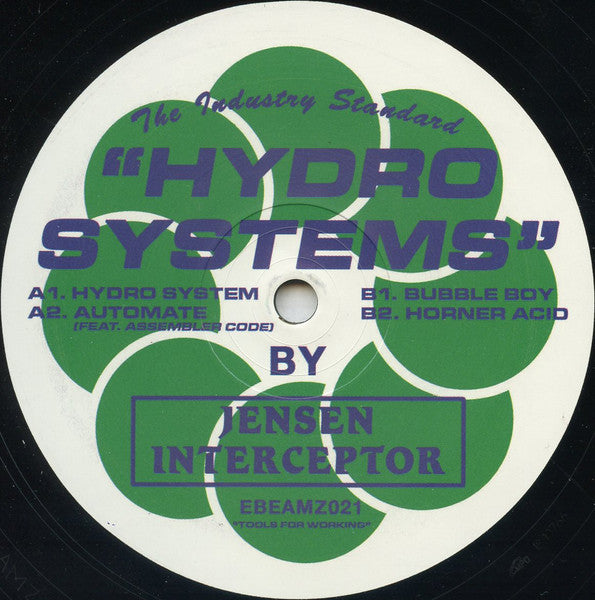 The Industry Standard
"HYDRO
SYSTEMS"
A1. HYDRO SYSTEM
A2. AUTOMATE
(FEAT. ASSEMBLER CODE)
B1. BUBBLE BOY
B2. HORNER ACID
BY
JENSEN
INTERCEPTOR
EBEAMZ021
"TOOLS FOR WORKING"